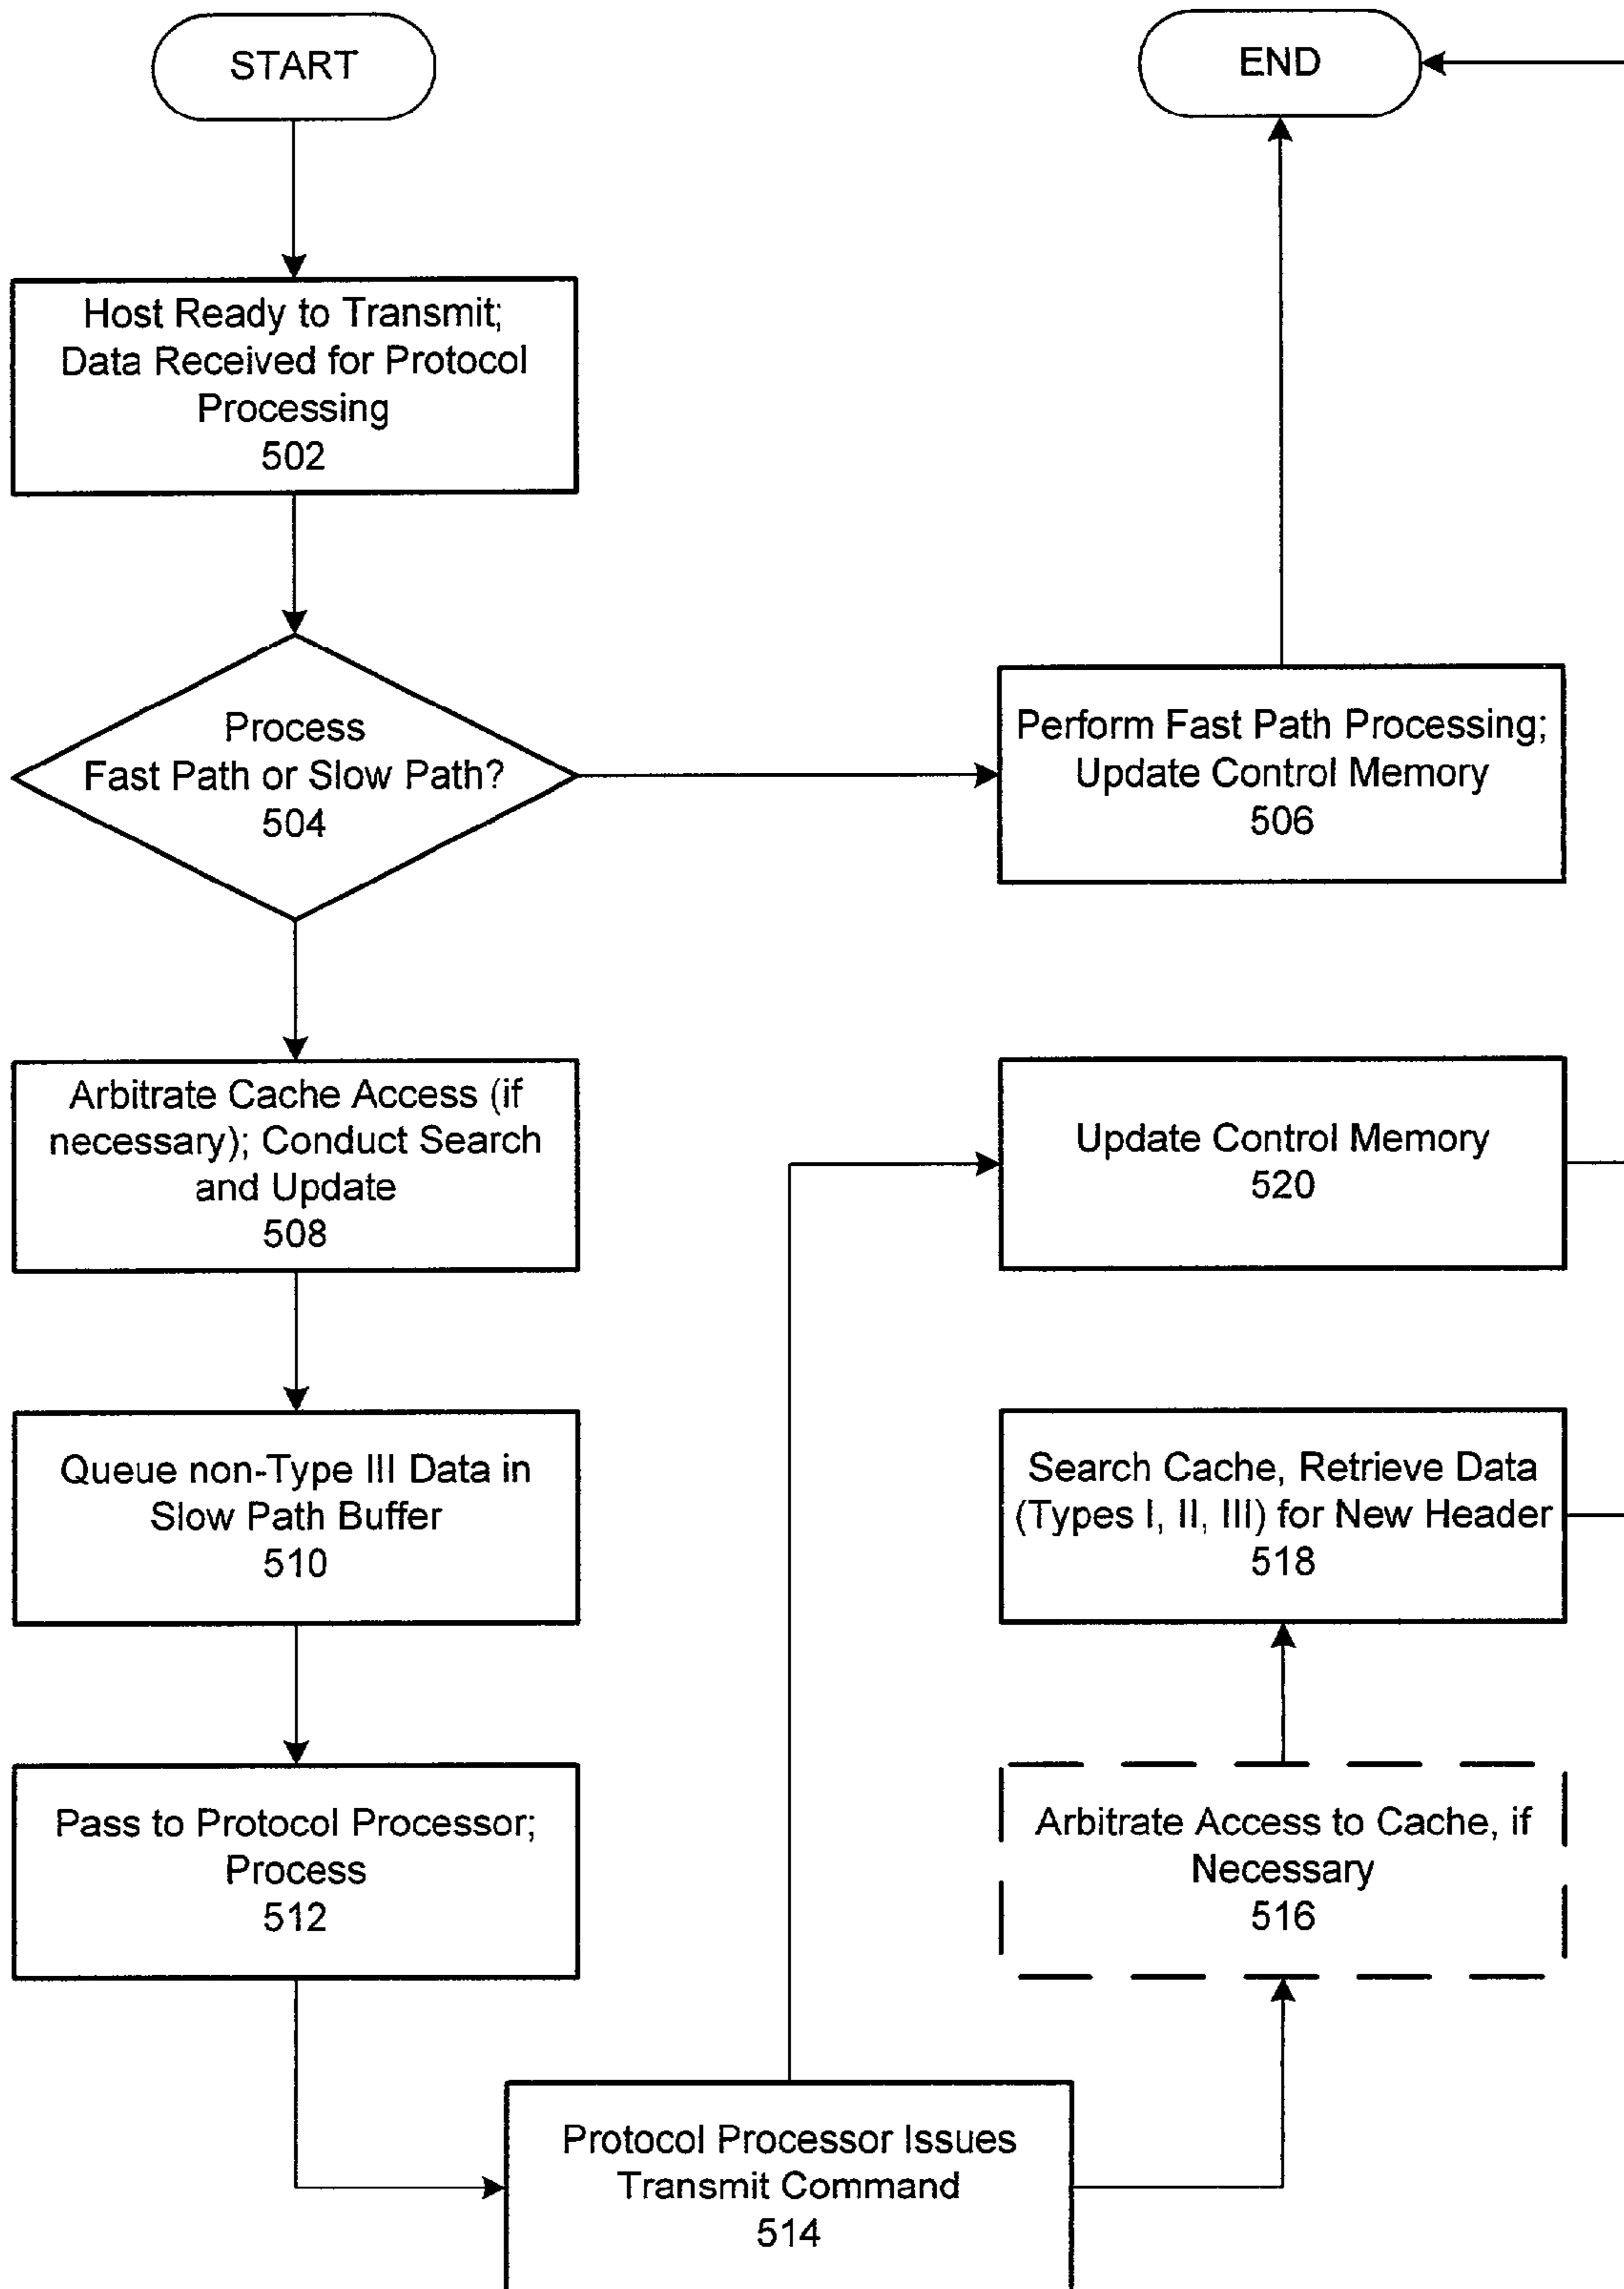 START
END
Host Ready to Transmit;
Data Received for Protocol
Processing
502
Process
Fast Path or Slow Path?
504
Perform Fast Path Processing;
Update Control Memory
506
Arbitrate Cache Access (if
necessary); Conduct Search
and Update
508
Update Control Memory
520
Queue non-Type III Data in
Slow Path Buffer
510
Search Cache, Retrieve Data
(Types I, II, III) for New Header
518
Pass to Protocol Processor;
Process
512
Arbitrate Access to Cache, if
Necessary
516
Protocol Processor Issues
Transmit Command
514